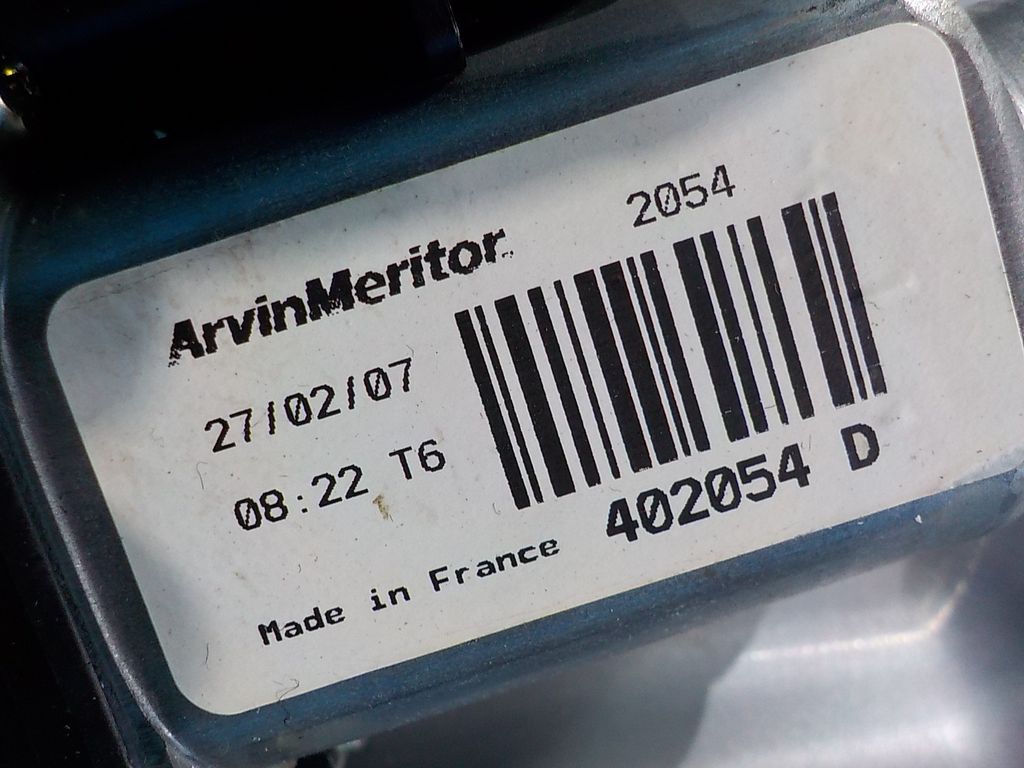 ArvinMeritor
2054
27/02/07
08:22 T6
402054 D
Made in France